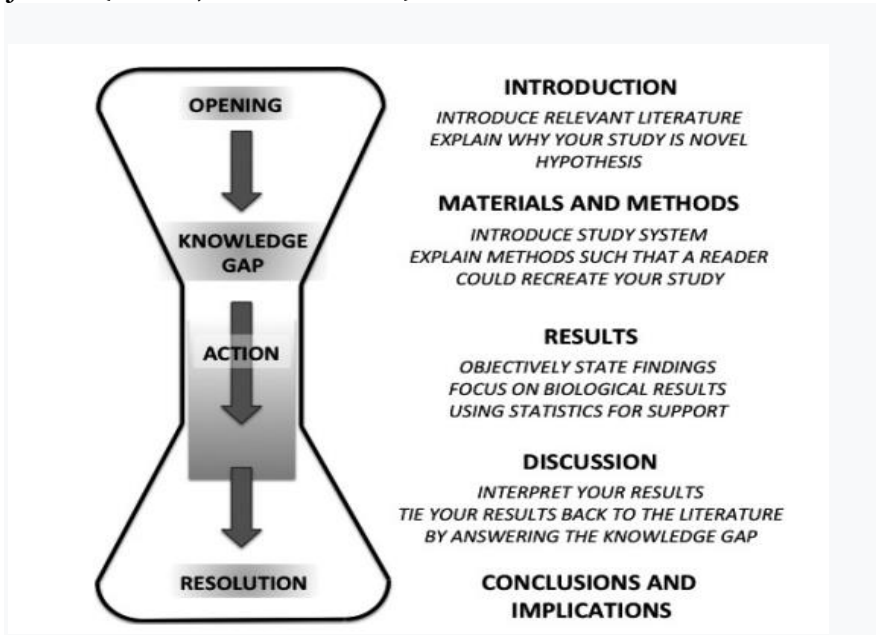 OPENING
KNOWLEDGE
GAP
ACTION
RESOLUTION
INTRODUCTION
INTRODUCE RELEVANT LITERATURE
EXPLAIN WHY YOUR STUDY IS NOVEL
HYPOTHESIS
MATERIALS AND METHODS
INTRODUCE STUDY SYSTEM
EXPLAIN METHODS SUCH THAT A READER
COULD RECREATE YOUR STUDY
RESULTS
OBJECTIVELY STATE FINDINGS
FOCUS ON BIOLOGICAL RESULTS
USING STATISTICS FOR SUPPORT
DISCUSSION
INTERPRET YOUR RESULTS
TIE YOUR RESULTS BACK TO THE LITERATURE
BY ANSWERING THE KNOWLEDGE GAP
CONCLUSIONS AND
IMPLICATIONS